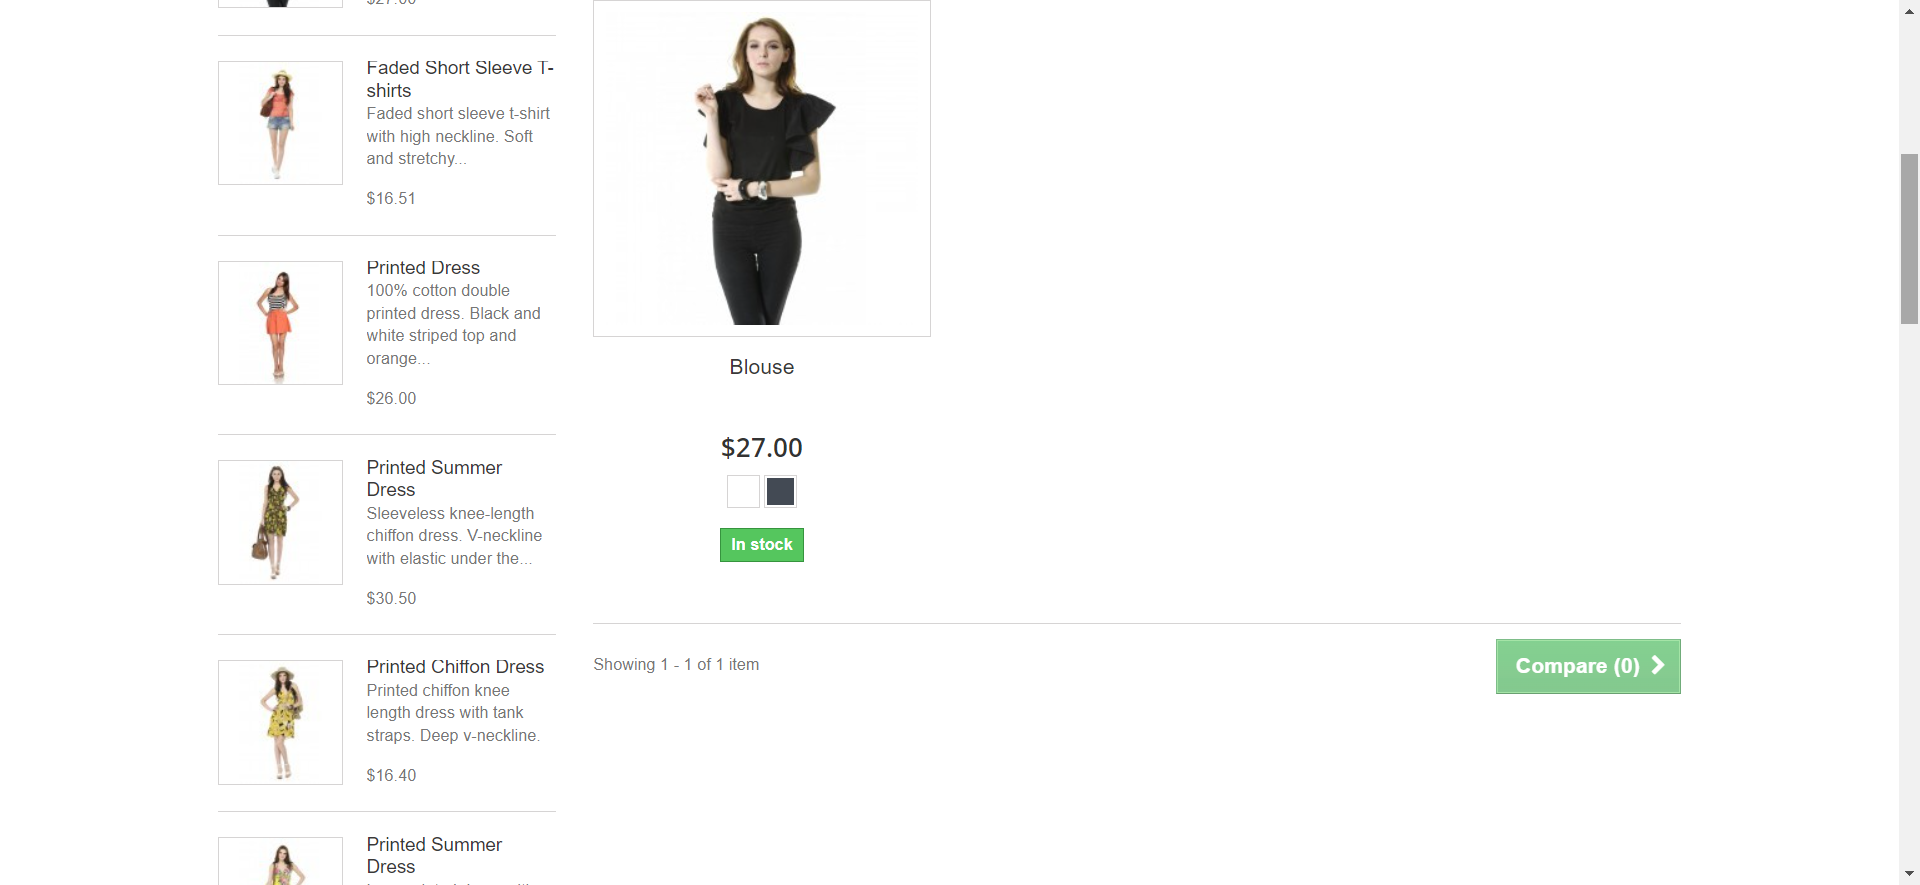 $27.00
Faded Short Sleeve T-
shirts
Faded short sleeve t-shirt
with high neckline. Soft
and stretchy...
$16.51
Printed Dress
100% cotton double
printed dress. Black and
white striped top and
orange...
$26.00
Printed Summer
Dress
Sleeveless knee-length
chiffon dress. V-neckline
with elastic under the...
$30.50
Printed Chiffon Dress
Printed chiffon knee
length dress with tank
straps. Deep v-neckline.
$16.40
Printed Summer
Dress
Blouse
$27.00
In stock
Showing 1 - 1 of 1 item
Compare (0)